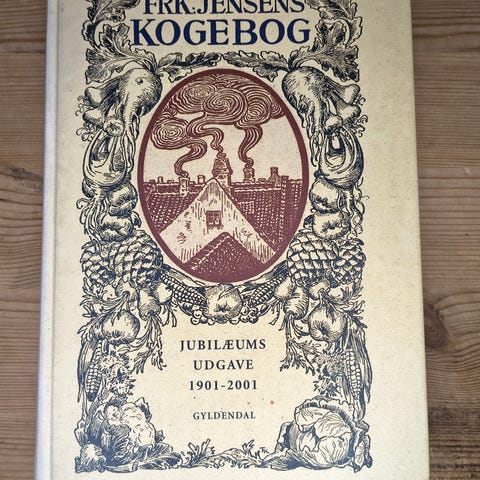 FRK. JENSENS
KOGEBOG
JUBILÆUMS
UDGAVE
1901-2001
GYLDENDAL